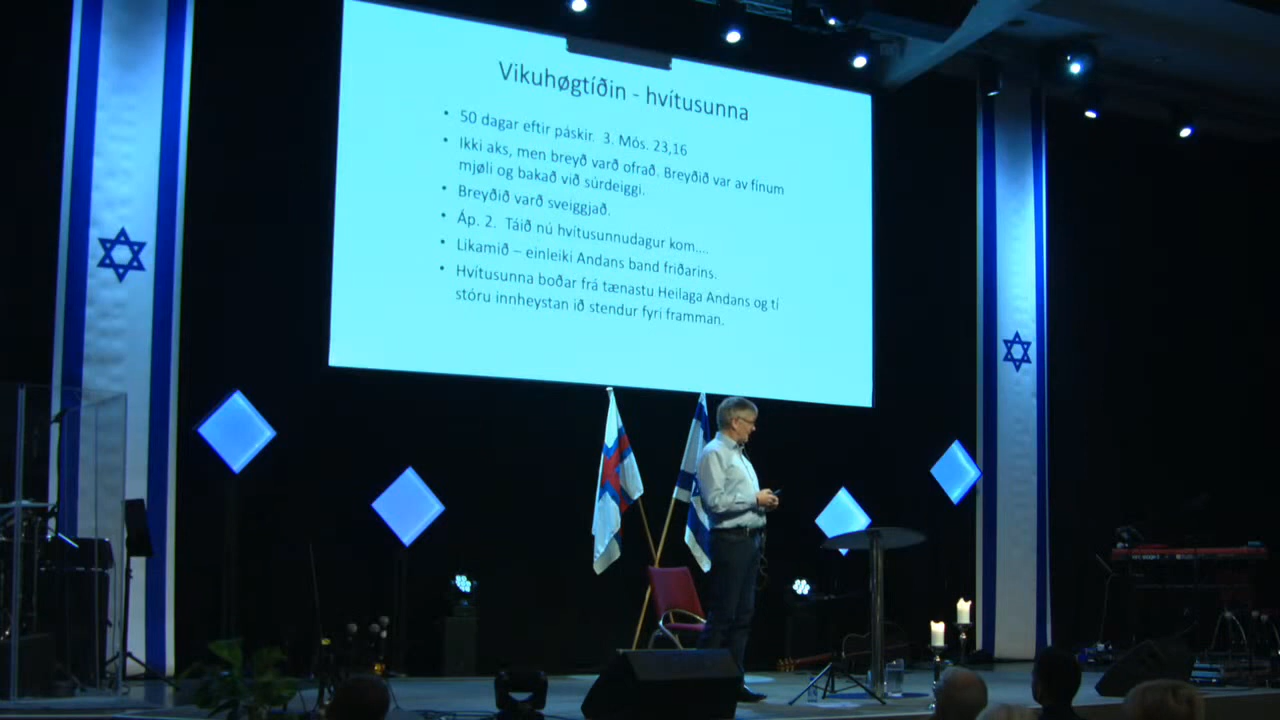 Vikuhøgtíðin - hvítusunna
• 50 dagar eftir páskir. 3. Mós. 23,16
• Ikki aks, men breyð varð ofrað. Breyðið var av fínum
mjøli og bakað við súrdeiggi.
• Breyðið varð sveiggjað.
• Áp. 2. Táið nú hvítusunnudagur kom....
• Likamið – einleiki Andans band friðarins.
• Hvítusunna boðar frá tænastu Heilaga Andans og tí
stóru innheystan ið stendur fyri framman.